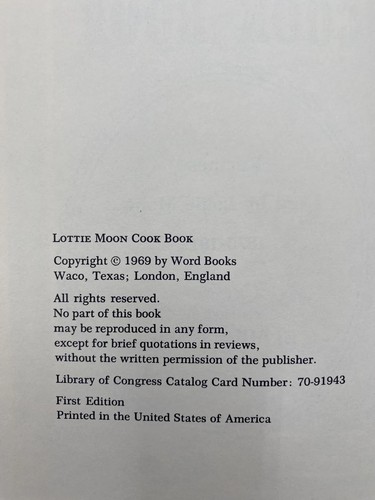 LOTTIE MOON COOK BOOK
Copyright © 1969 by Word Books
Waco, Texas; London, England
All rights reserved.
No part of this book
may be reproduced in any form,
except for brief quotations in reviews,
without the written permission of the publisher.
Library of Congress Catalog Card Number: 70-91943
First Edition
Printed in the United States of America